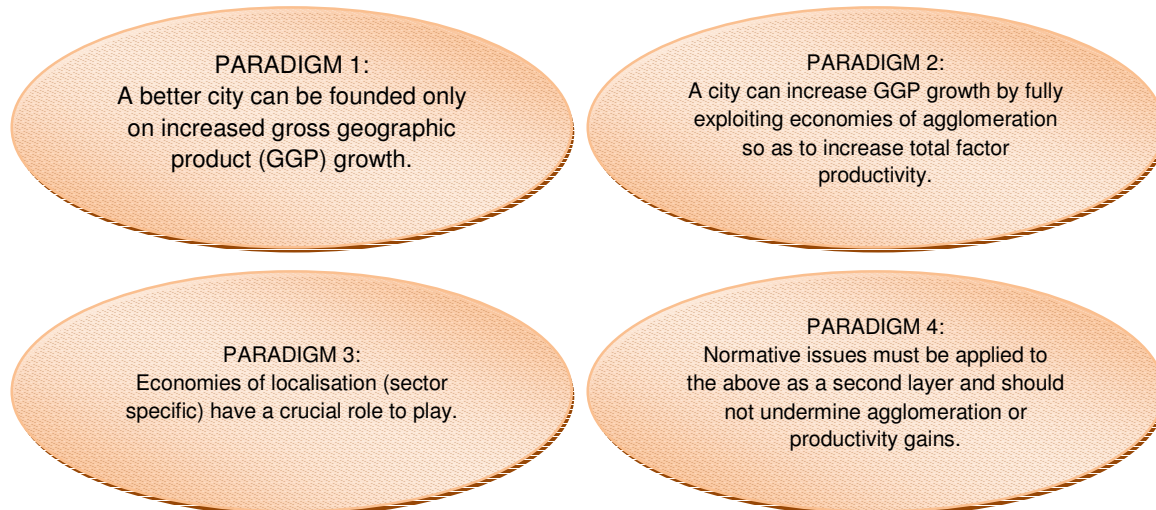 PARADIGM 1:
A better city can be founded only
on increased gross geographic
product (GGP) growth.
PARADIGM 2:
A city can increase GGP growth by fully
exploiting economies of agglomeration
so as to increase total factor
productivity.
PARADIGM 3:
Economies of localisation (sector
specific) have a crucial role to play.
PARADIGM 4:
Normative issues must be applied to
the above as a second layer and should
not undermine agglomeration or
productivity gains.